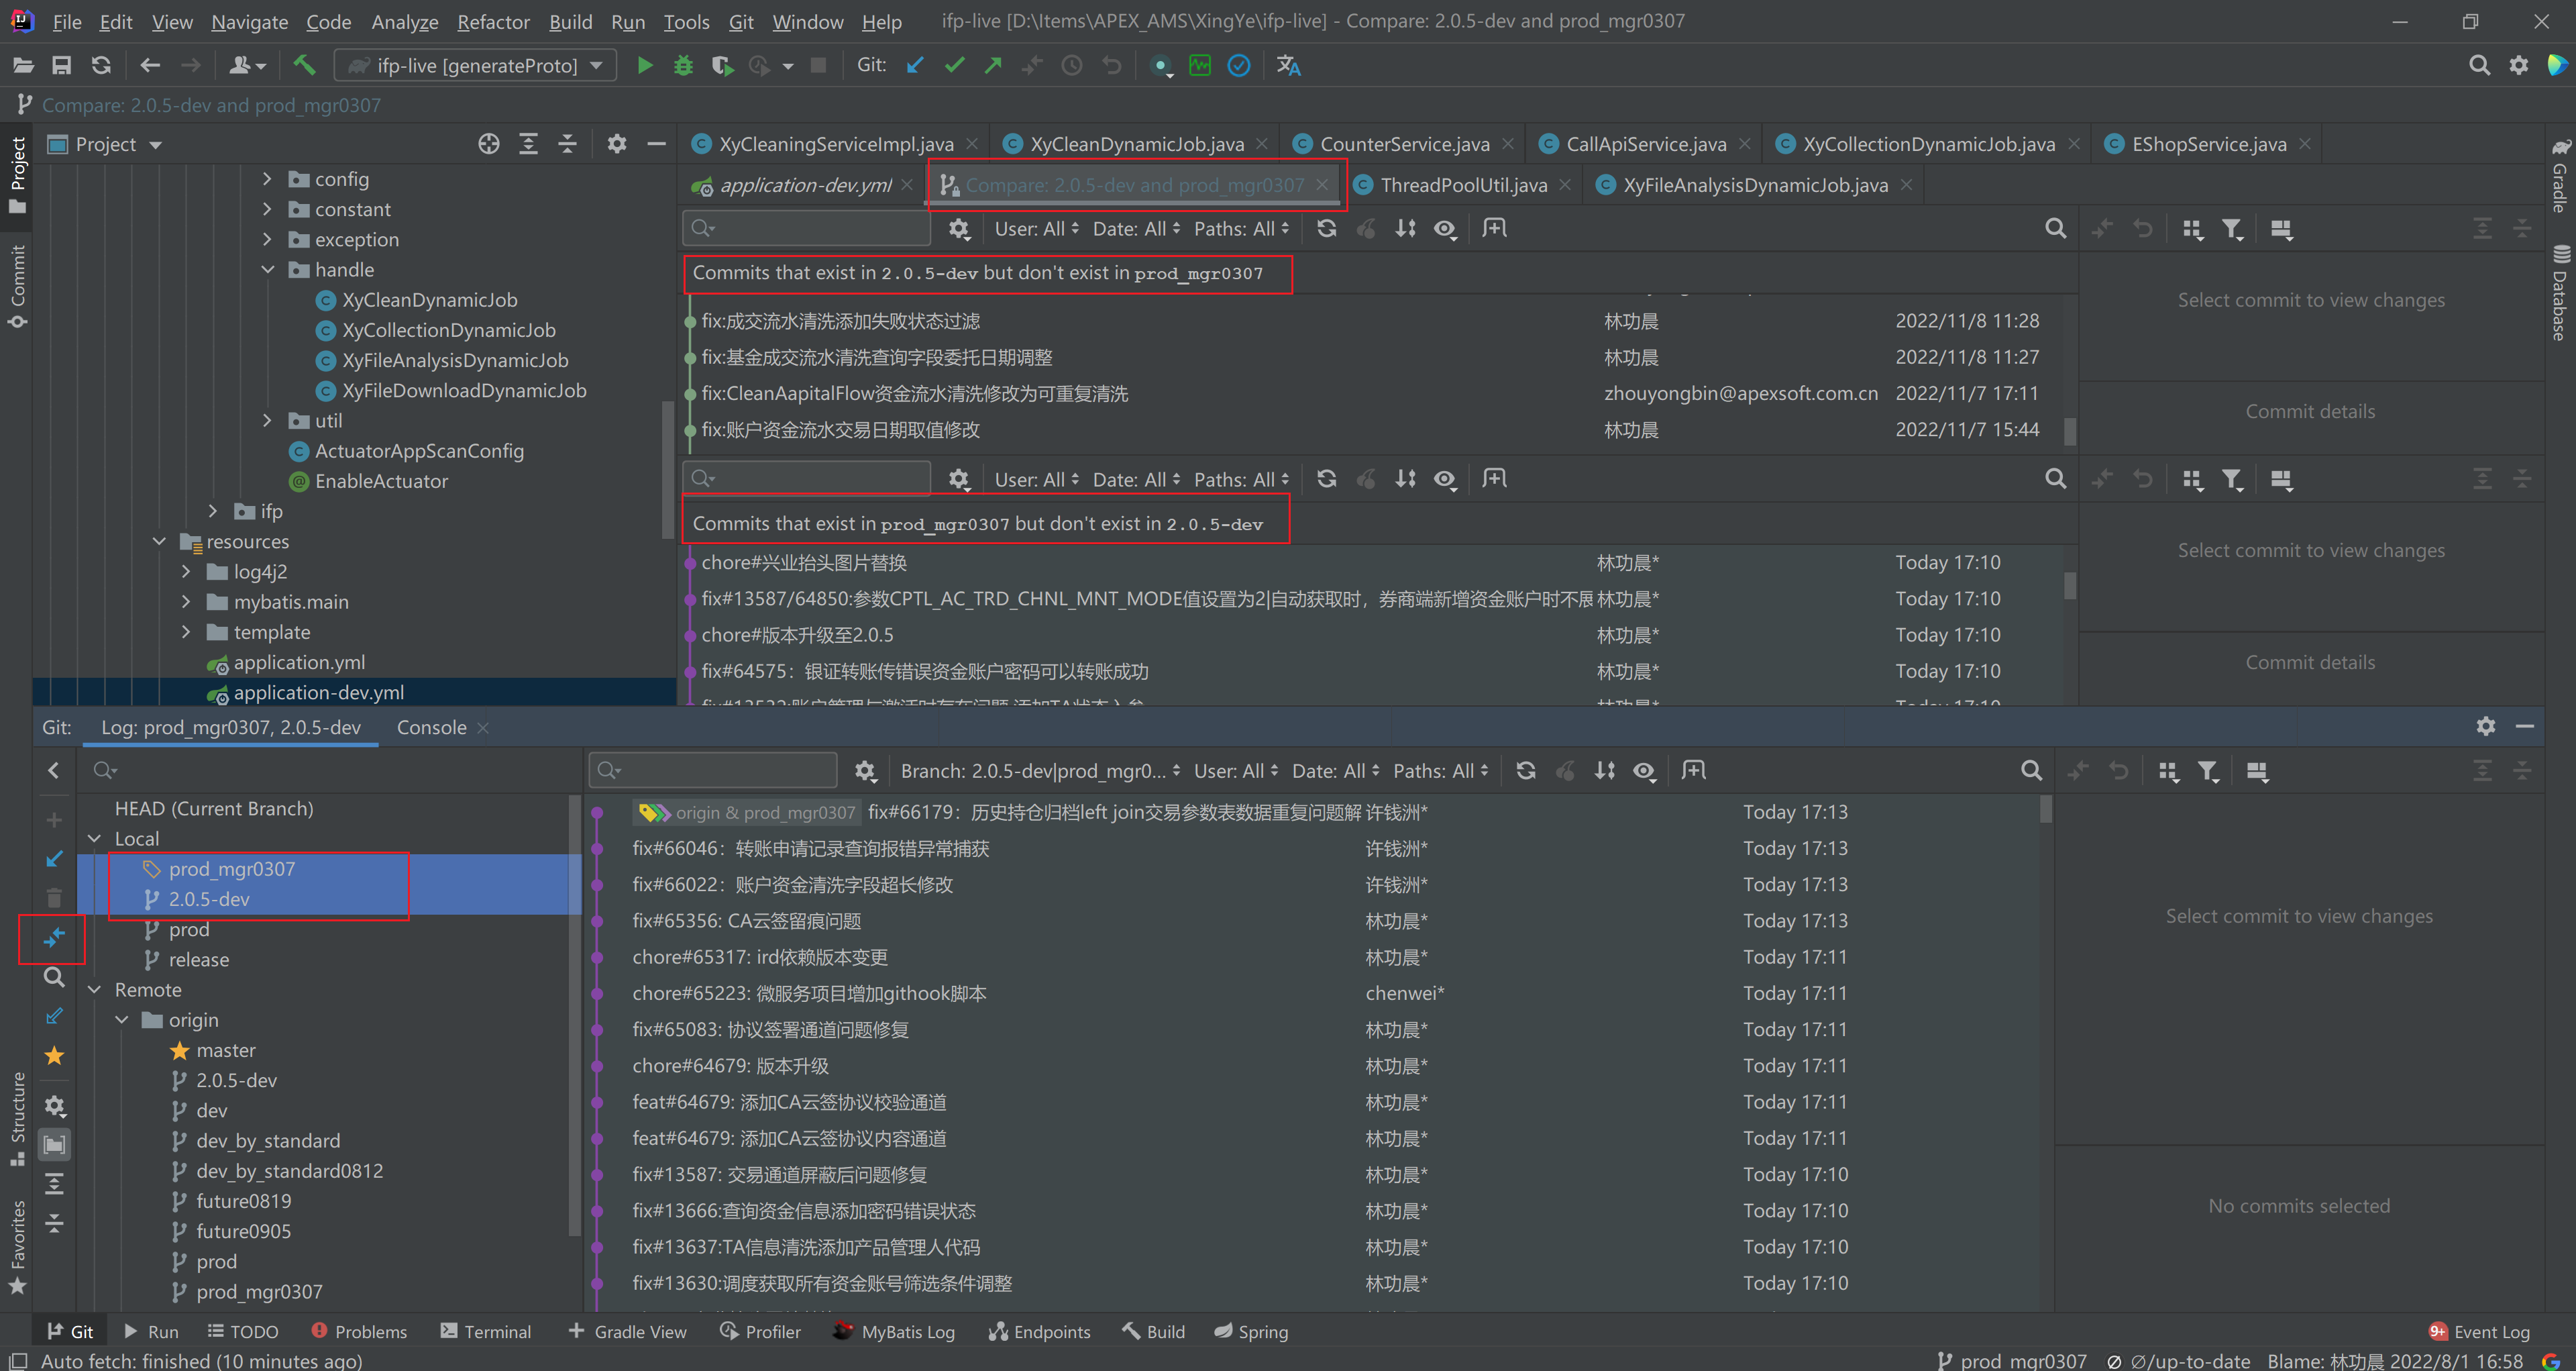 File Edit View Navigate Code Analyze Refactor Build Run Tools Git Window Help ifp-live [D:\Items\APEX_AMS\XingYe\ifp-live] - Compare: 2.0.5-dev and prod_mgr0307
ifp-live [generateProto] Git:
Compare: 2.0.5-dev and prod_mgr0307
Project
Commit
Structure
Favorites
Gradle
Database
Project
config
constant
exception
handle
XyCleanDynamicJob
XyCollectionDynamicJob
XyFileAnalysisDynamicJob
XyFileDownloadDynamicJob
util
ActuatorAppScanConfig
EnableActuator
ifp
resources
log4j2
mybatis.main
template
application.yml
application-dev.yml
XyCleaningServiceImpl.java XyCleanDynamicJob.java CounterService.java CallApiService.java XyCollectionDynamicJob.java EShopService.java
application-dev.yml Compare: 2.0.5-dev and prod_mgr0307 ThreadPoolUtil.java XyFileAnalysisDynamicJob.java
User: All Date: All Paths: All
Commits that exist in 2.0.5-dev but don't exist in prod_mgr0307
fix:成交流水清洗添加失败状态过滤 林功晨 2022/11/8 11:28
fix:基金成交流水清洗查询字段委托日期调整 林功晨 2022/11/8 11:27
fix:CleanAapitalFlow资金流水清洗修改为可重复清洗 zhouyongbin@apexsoft.com.cn 2022/11/7 17:11
fix:账户资金流水交易日期取值修改 林功晨 2022/11/7 15:44
Select commit to view changes
Commit details
User: All Date: All Paths: All
Commits that exist in prod_mgr0307 but don't exist in 2.0.5-dev
chore#兴业抬头图片替换 林功晨* Today 17:10
fix#13587/64850:参数CPTL_AC_TRD_CHNL_MNT_MODE值设置为2|自动获取时，券商端新增资金账户时不展 林功晨* Today 17:10
chore#版本升级至2.0.5 林功晨* Today 17:10
fix#64575：银证转账传错误资金账户密码可以转账成功 林功晨* Today 17:10
Select commit to view changes
Commit details
Git: Log: prod_mgr0307, 2.0.5-dev Console
Branch: 2.0.5-dev|prod_mgr0... User: All Date: All Paths: All
HEAD (Current Branch)
Local
prod_mgr0307
2.0.5-dev
prod
release
Remote
origin
master
2.0.5-dev
dev
dev_by_standard
dev_by_standard0812
future0819
future0905
prod
prod_mgr0307
origin & prod_mgr0307 fix#66179：历史持仓归档left join交易参数表数据重复问题解 许钱洲* Today 17:13
fix#66046：转账申请记录查询报错异常捕获 许钱洲* Today 17:13
fix#66022：账户资金清洗字段超长修改 许钱洲* Today 17:13
fix#65356: CA云签留痕问题 林功晨* Today 17:13
chore#65317: ird依赖版本变更 林功晨* Today 17:11
chore#65223: 微服务项目增加githook脚本 chenwei* Today 17:11
fix#65083: 协议签署通道问题修复 林功晨* Today 17:11
chore#64679: 版本升级 林功晨* Today 17:11
feat#64679: 添加CA云签协议校验通道 林功晨* Today 17:11
feat#64679: 添加CA云签协议内容通道 林功晨* Today 17:11
fix#13587: 交易通道屏蔽后问题修复 林功晨* Today 17:10
fix#13666:查询资金信息添加密码错误状态 林功晨* Today 17:10
fix#13637:TA信息清洗添加产品管理人代码 林功晨* Today 17:10
fix#13630:调度获取所有资金账号筛选条件调整 林功晨* Today 17:10
Select commit to view changes
No commits selected
Git Run TODO Problems Terminal Gradle View Profiler MyBatis Log Endpoints Build Spring 9+ Event Log
Auto fetch: finished (10 minutes ago) prod_mgr0307 ∅/up-to-date Blame: 林功晨 2022/8/1 16:58